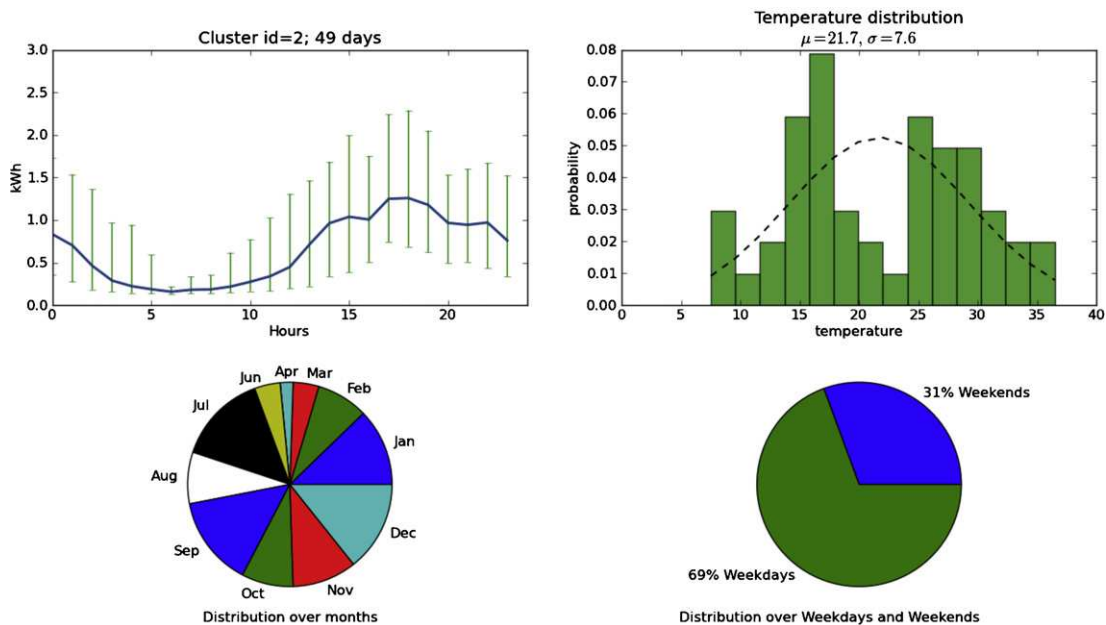 Cluster id=2; 49 days
3.0
2.5
2.0
1.5
1.0
0.5
0.0
kWh
0 5 10 15 20
Hours
Temperature distribution
μ=21.7, σ=7.6
0.08
0.07
0.06
0.05
0.04
0.03
0.02
0.01
0.00
probability
0 5 10 15 20 25 30 35 40
temperature
Jan
Feb
Mar
Apr
Jun
Jul
Aug
Sep
Oct
Nov
Dec
Distribution over months
31% Weekends
69% Weekdays
Distribution over Weekdays and Weekends